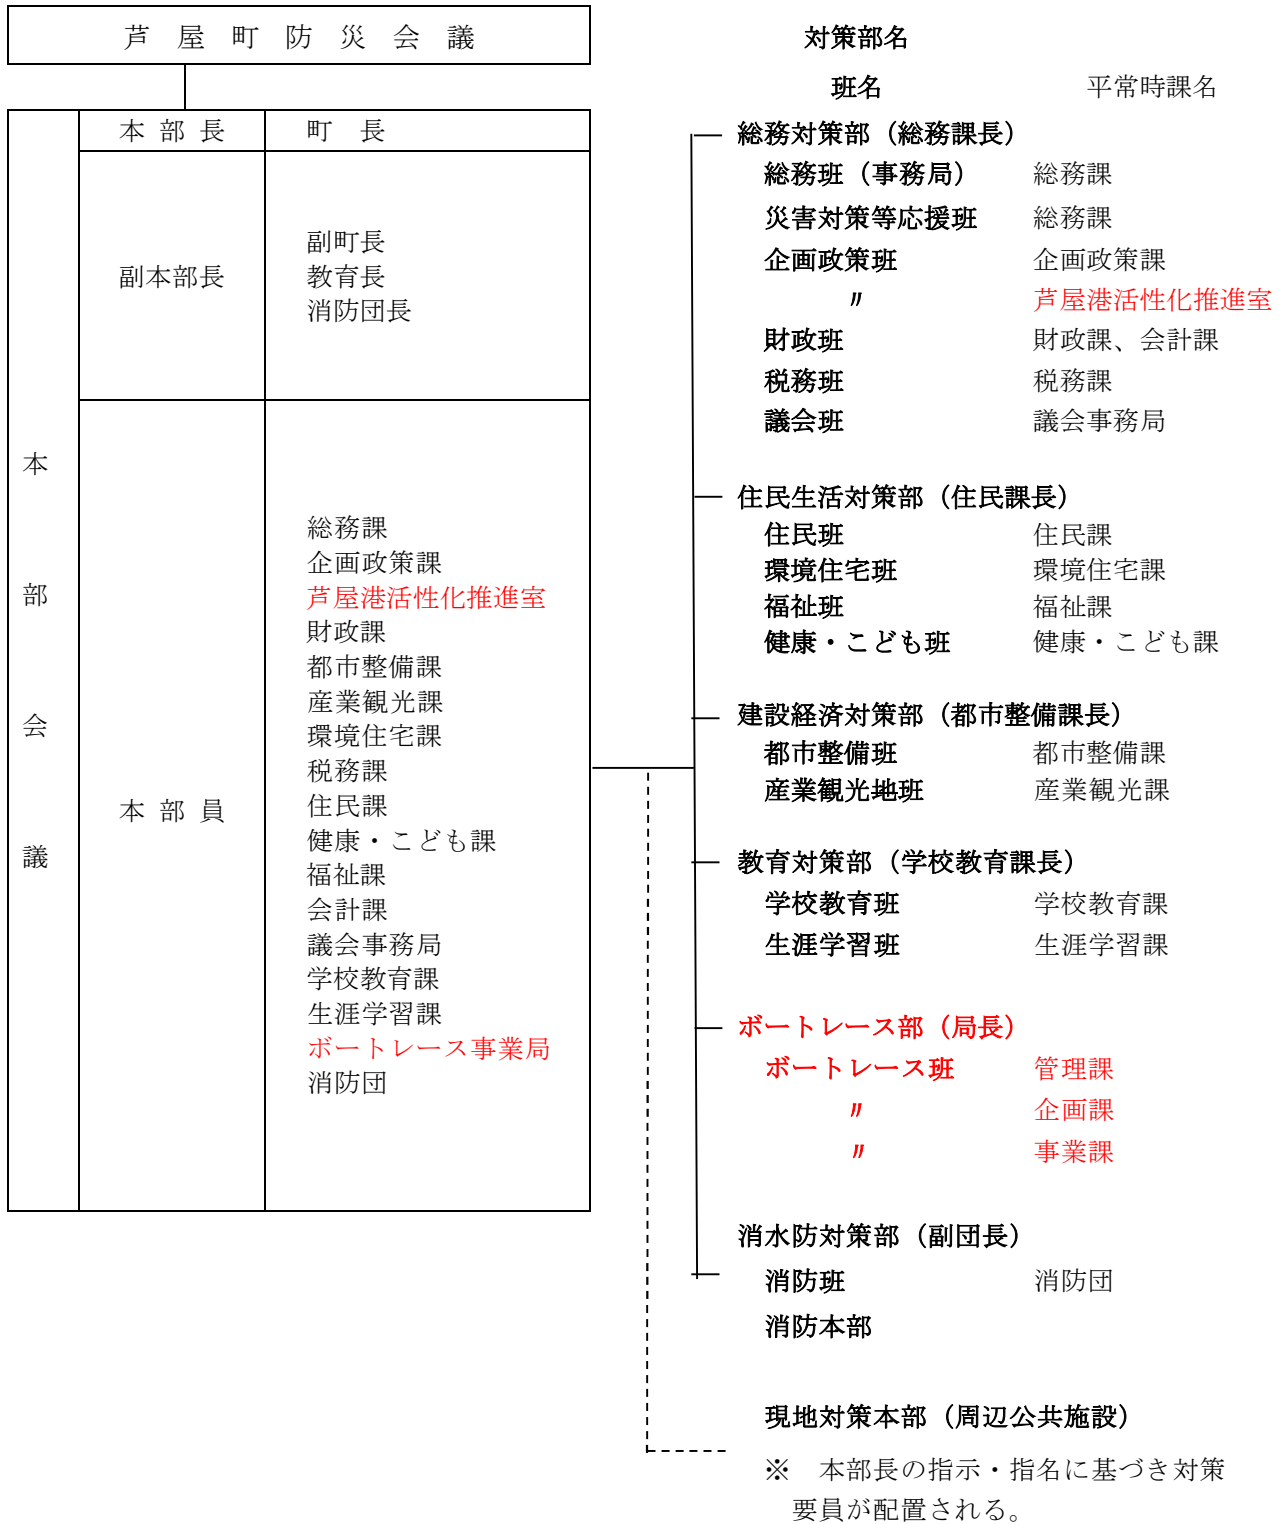 芦屋町防災会議
本部会議
本部長 町　長
副本部長
副町長
教育長
消防団長
本部員
総務課
企画政策課
芦屋港活性化推進室
財政課
都市整備課
産業観光課
環境住宅課
税務課
住民課
健康・こども課
福祉課
会計課
議会事務局
学校教育課
生涯学習課
ボートレース事業局
消防団
対策部名
班名 平常時課名
総務対策部（総務課長）
総務班（事務局） 総務課
災害対策等応援班 総務課
企画政策班 企画政策課
〃 芦屋港活性化推進室
財政班 財政課、会計課
税務班 税務課
議会班 議会事務局
住民生活対策部（住民課長）
住民班 住民課
環境住宅班 環境住宅課
福祉班 福祉課
健康・こども班 健康・こども課
建設経済対策部（都市整備課長）
都市整備班 都市整備課
産業観光地班 産業観光課
教育対策部（学校教育課長）
学校教育班 学校教育課
生涯学習班 生涯学習課
ボートレース部（局長）
ボートレース班 管理課
〃 企画課
〃 事業課
消水防対策部（副団長）
消防班 消防団
消防本部
現地対策本部（周辺公共施設）
※　本部長の指示・指名に基づき対策
要員が配置される。